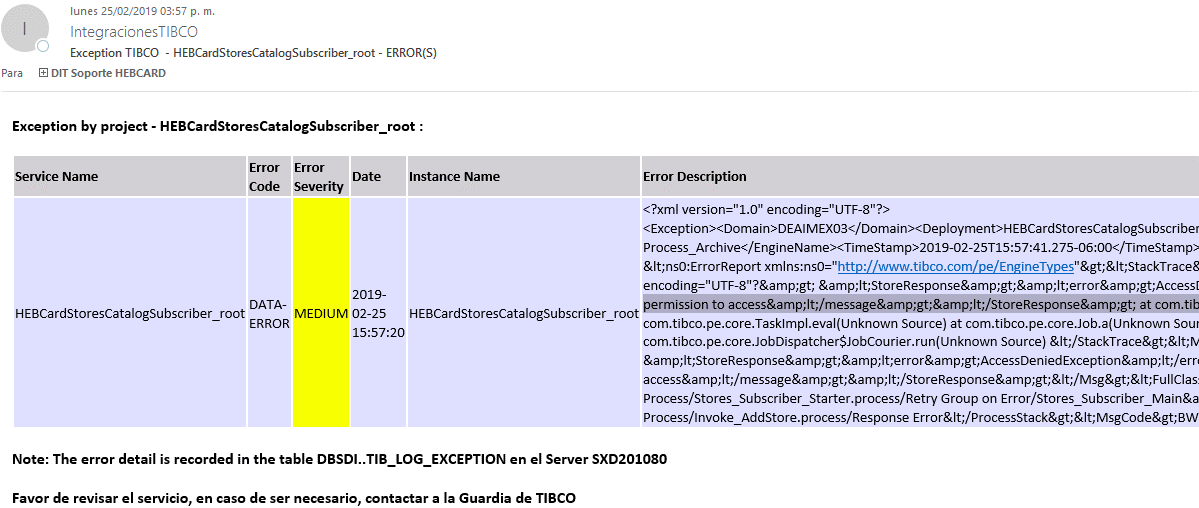 lunes 25/02/2019 03:57 p. m.
I
IntegracionesTIBCO
Exception TIBCO - HEBCardStoresCatalogSubscriber_root - ERROR(S)
Para DIT Soporte HEBCARD
Exception by project - HEBCardStoresCatalogSubscriber_root :
Service Name
Error
Code
Error
Severity
Date
Instance Name
Error Description
HEBCardStoresCatalogSubscriber_root
DATA-
ERROR
MEDIUM
2019-
02-25
15:57:20
HEBCardStoresCatalogSubscriber_root
<?xml version="1.0" encoding="UTF-8"?>
<Exception><Domain>DEAIMEX03</Domain><Deployment>HEBCardStoresCatalogSubscriber
Process_Archive</EngineName><TimeStamp>2019-02-25T15:57:41.275-06:00</TimeStamp>
&lt;ns0:ErrorReport xmlns:ns0="http://www.tibco.com/pe/EngineTypes"&gt;&lt;StackTrace&
encoding="UTF-8"?&amp;gt; &amp;lt;StoreResponse&amp;gt;&amp;lt;error&amp;gt;AccessD
permission to access&amp;lt;/message&amp;gt;&amp;lt;/StoreResponse&amp;gt; at com.tib
com.tibco.pe.core.TaskImpl.eval(Unknown Source) at com.tibco.pe.core.Job.a(Unknown Sou
com.tibco.pe.core.JobDispatcher$JobCourier.run(Unknown Source) &lt;/StackTrace&gt;&lt;M
&amp;lt;StoreResponse&amp;gt;&amp;lt;error&amp;gt;AccessDeniedException&amp;lt;/erro
access&amp;lt;/message&amp;gt;&amp;lt;/StoreResponse&amp;gt;&lt;/Msg&gt;&lt;FullClas
Process/Stores_Subscriber_Starter.process/Retry Group on Error/Stores_Subscriber_Main&a
Process/Invoke_AddStore.process/Response Error&lt;/ProcessStack&gt;&lt;MsgCode&gt;BW
Note: The error detail is recorded in the table DBSDI..TIB_LOG_EXCEPTION en el Server SXD201080
Favor de revisar el servicio, en caso de ser necesario, contactar a la Guardia de TIBCO